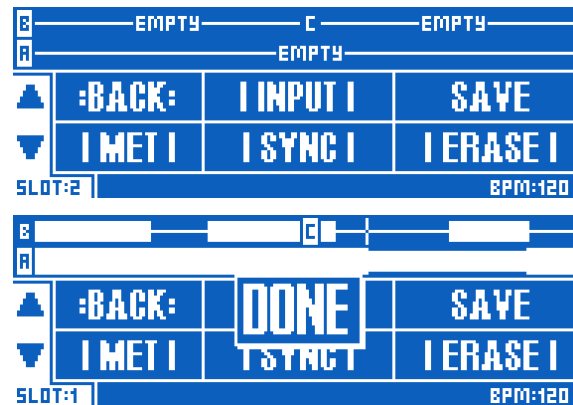 B EMPTY C EMPTY
A EMPTY
:BACK: | INPUT | SAVE
| MET | | SYNC | | ERASE |
SLOT:2 BPM:120
B C
A
:BACK: DONE SAVE
| MET | | SYNC | | ERASE |
SLOT:1 BPM:120